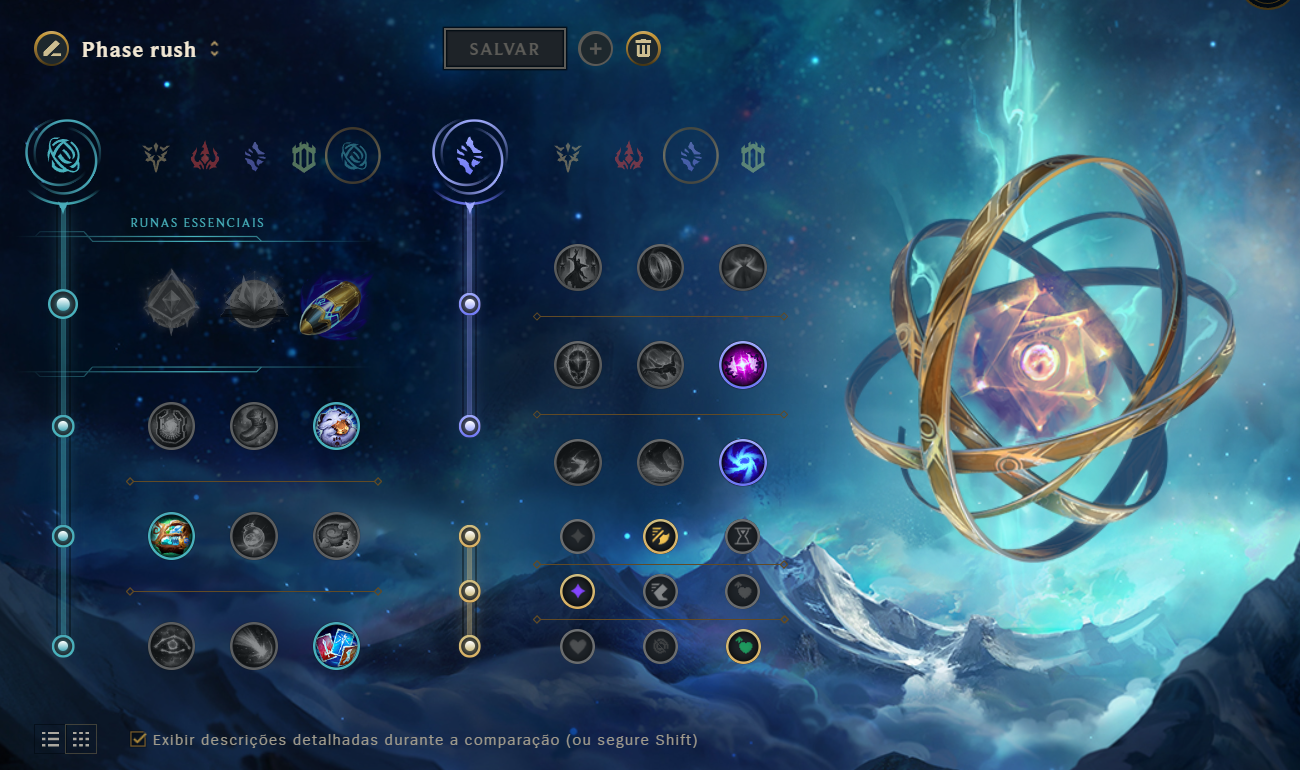 Phase rush
SALVAR
RUNAS ESSENCIAIS
Exibir descrições detalhadas durante a comparação (ou segure Shift)